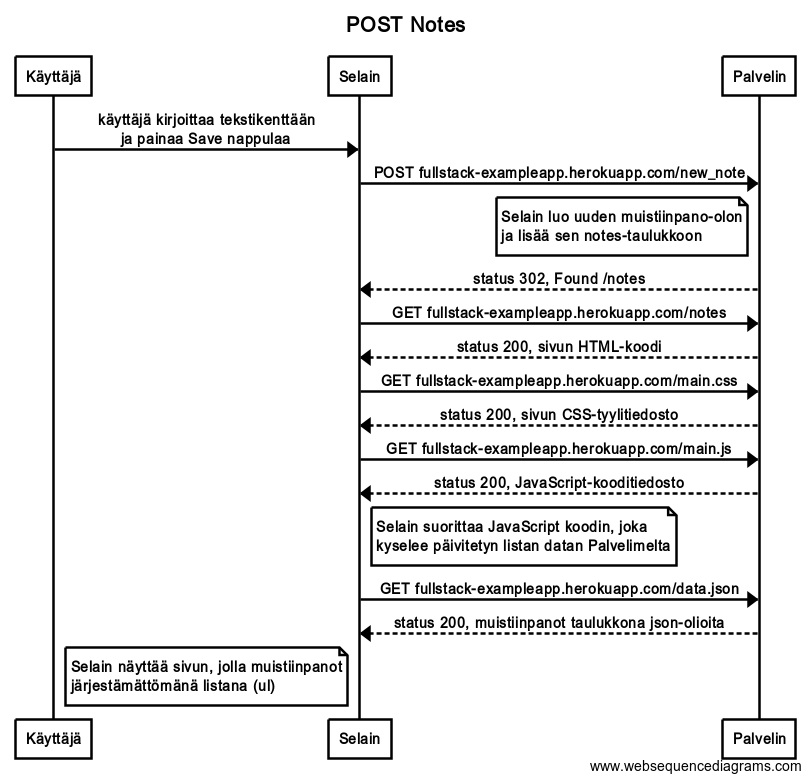 POST Notes
Käyttäjä
Selain
Palvelin
käyttäjä kirjoittaa tekstikenttään
ja painaa Save nappulaa
POST fullstack-exampleapp.herokuapp.com/new_note
Selain luo uuden muistiinpano-olon
ja lisää sen notes-taulukkoon
status 302, Found /notes
GET fullstack-exampleapp.herokuapp.com/notes
status 200, sivun HTML-koodi
GET fullstack-exampleapp.herokuapp.com/main.css
status 200, sivun CSS-tyylitiedosto
GET fullstack-exampleapp.herokuapp.com/main.js
status 200, JavaScript-kooditiedosto
Selain suorittaa JavaScript koodin, joka
kyselee päivitetyn listan datan Palvelimelta
GET fullstack-exampleapp.herokuapp.com/data.json
status 200, muistiinpanot taulukkona json-olioita
Selain näyttää sivun, jolla muistiinpanot
järjestämättömänä listana (ul)
Käyttäjä
Selain
Palvelin
www.websequencediagrams.com